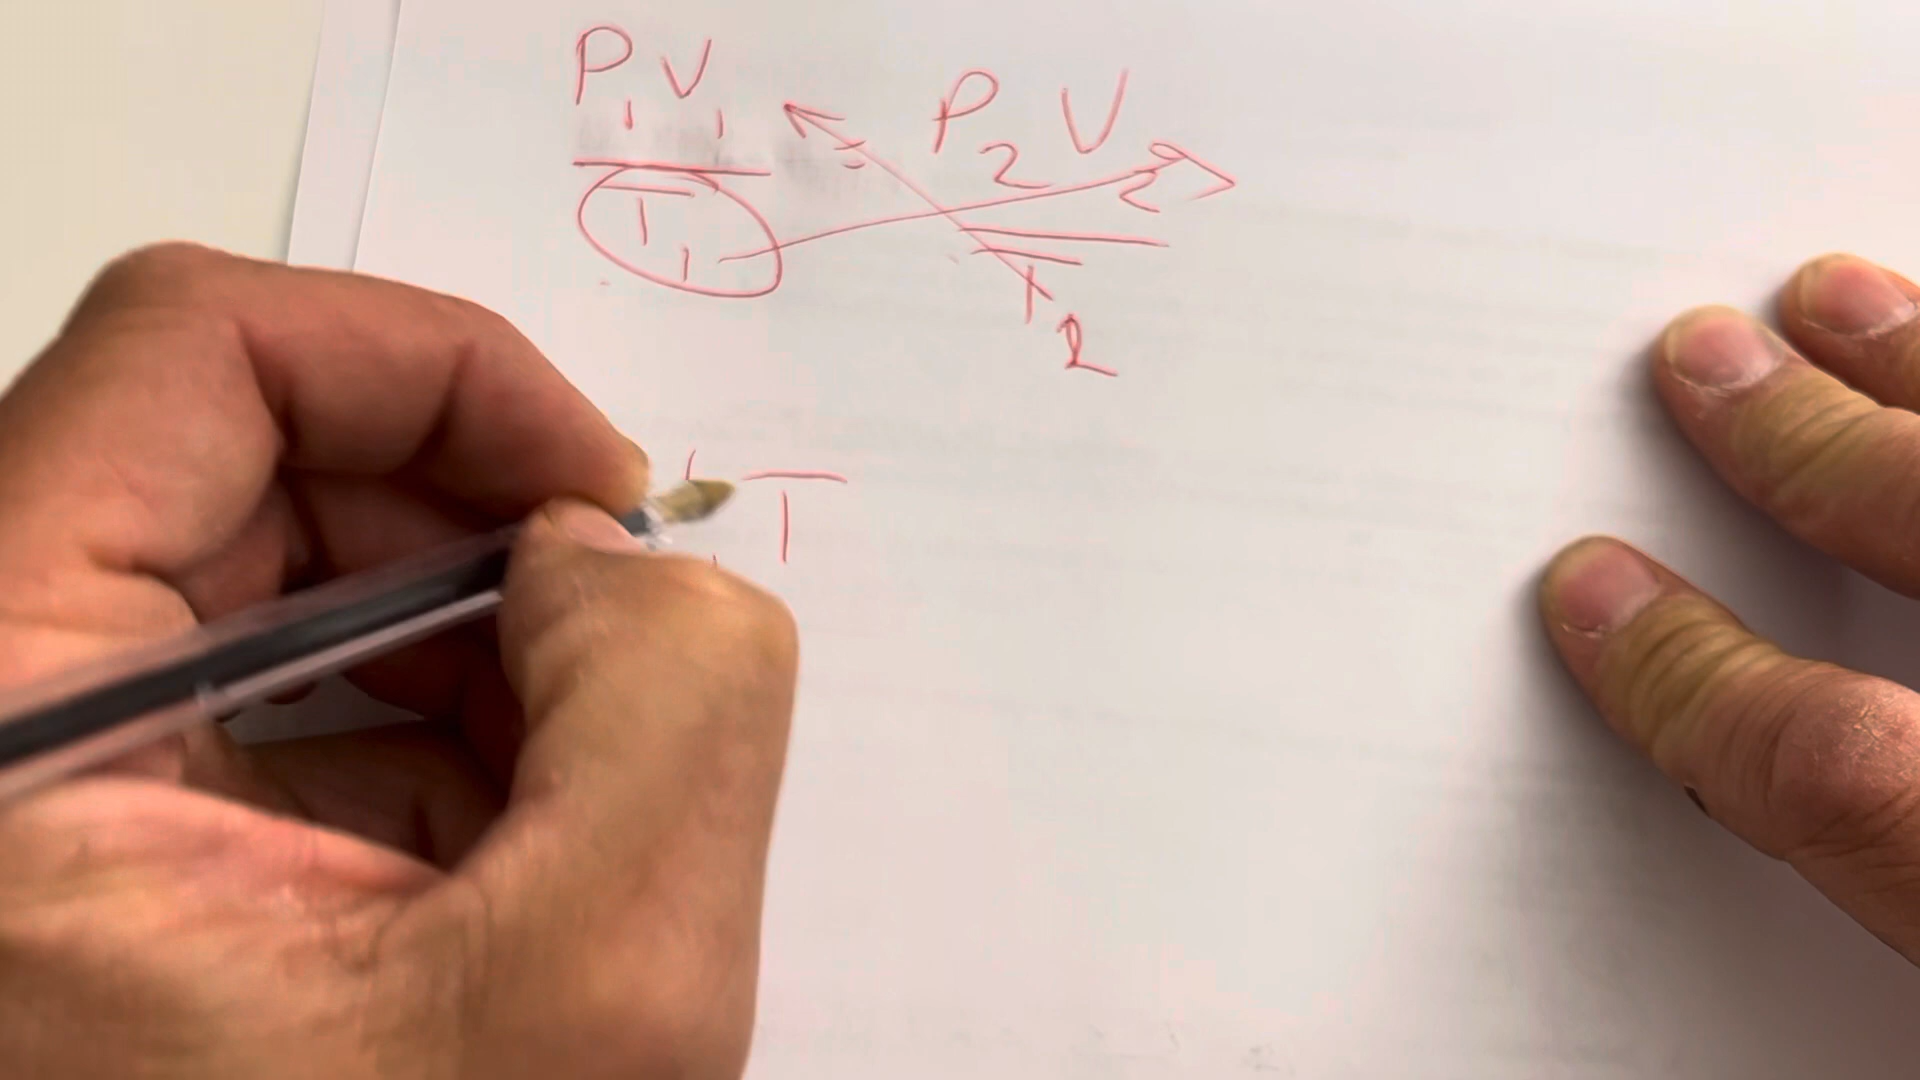 P₁V₁ = P₂V₂
T₁ T₂
T